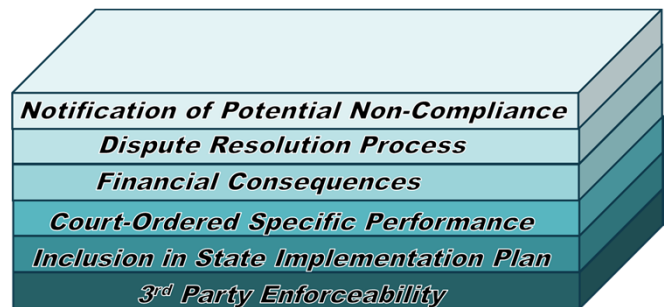 Notification of Potential Non-Compliance
Dispute Resolution Process
Financial Consequences
Court-Ordered Specific Performance
Inclusion in State Implementation Plan
3rd Party Enforceability